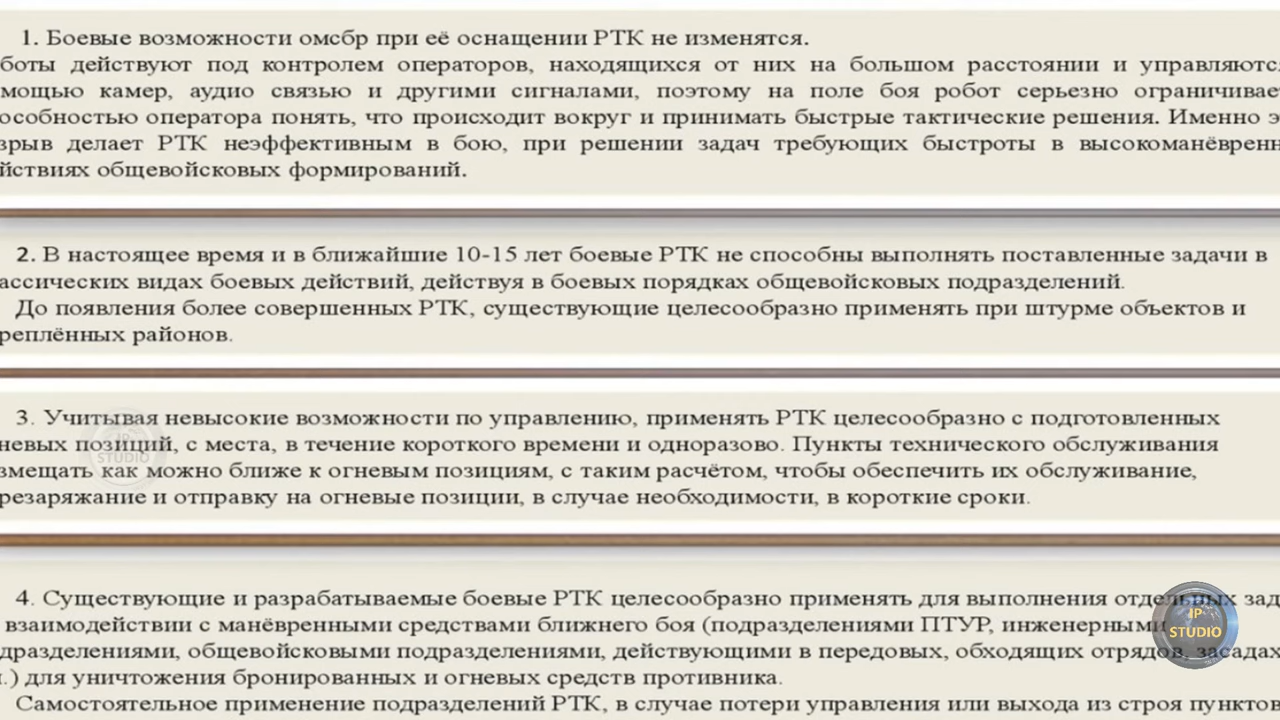 1. Боевые возможности омсбр при её оснащении РТК не изменятся.
боты действуют под контролем операторов, находящихся от них на большом расстоянии и управляютс
мощью камер, аудио связью и другими сигналами, поэтому на поле боя робот серьезно ограничивае
особностью оператора понять, что происходит вокруг и принимать быстрые тактические решения. Именно э
зрыв делает РТК неэффективным в бою, при решении задач требующих быстроты в высокоманёвренн
йствиях общевойсковых формирований.
2. В настоящее время и в ближайшие 10-15 лет боевые РТК не способны выполнять поставленные задачи в
ассических видах боевых действий, действуя в боевых порядках общевойсковых подразделений.
До появления более совершенных РТК, существующие целесообразно применять при штурме объектов и
реплённых районов.
3. Учитывая невысокие возможности по управлению, применять РТК целесообразно с подготовленных
невых позиций, с места, в течение короткого времени и одноразово. Пункты технического обслуживания
змещать как можно ближе к огневым позициям, с таким расчётом, чтобы обеспечить их обслуживание,
резаряжание и отправку на огневые позиции, в случае необходимости, в короткие сроки.
4. Существующие и разрабатываемые боевые РТК целесообразно применять для выполнения отдельных зад
взаимодействии с манёвренными средствами ближнего боя (подразделениями ПТУР, инженерными
дразделениями, общевойсковыми подразделениями, действующими в передовых, обходящих отрядов, засадах
.) для уничтожения бронированных и огневых средств противника.
Самостоятельное применение подразделений РТК, в случае потери управления или выхода из строя пунктов
IP
STUDIO
IP
STUDIO